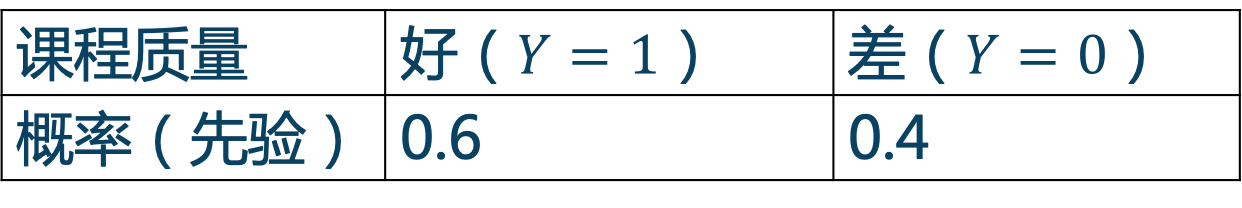 课程质量 好（Y = 1） 差（Y = 0）
概率（先验） 0.6 0.4